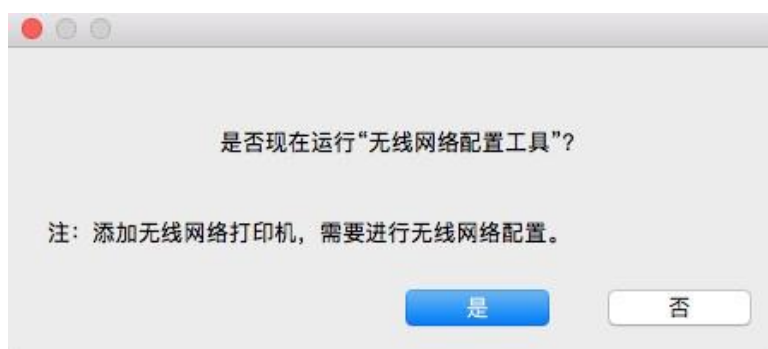 是否现在运行“无线网络配置工具”?
注：添加无线网络打印机，需要进行无线网络配置。
是
否